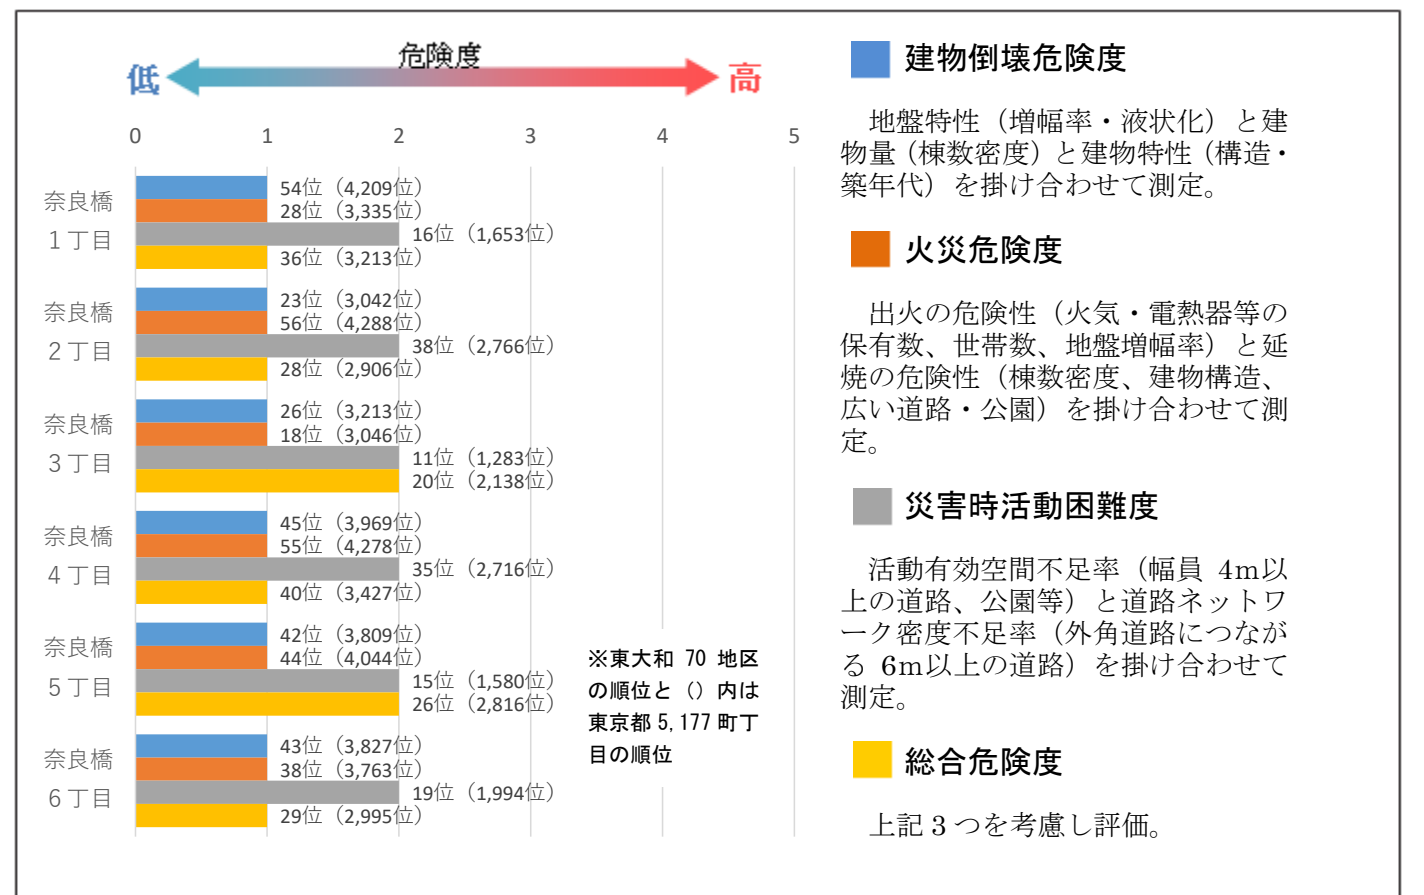 危険度
低
高
0 1 2 3 4 5
奈良橋
1丁目
54位（4,209位）
28位（3,335位）
16位（1,653位）
36位（3,213位）
奈良橋
2丁目
23位（3,042位）
56位（4,288位）
38位（2,766位）
28位（2,906位）
奈良橋
3丁目
26位（3,213位）
18位（3,046位）
11位（1,283位）
20位（2,138位）
奈良橋
4丁目
45位（3,969位）
55位（4,278位）
35位（2,716位）
40位（3,427位）
奈良橋
5丁目
42位（3,809位）
44位（4,044位）
15位（1,580位）
26位（2,816位）
奈良橋
6丁目
43位（3,827位）
38位（3,763位）
19位（1,994位）
29位（2,995位）
※東大和 70 地区
の順位と（）内は
東京都 5,177 町丁
目の順位
建物倒壊危険度
地盤特性（増幅率・液状化）と建
物量（棟数密度）と建物特性（構造・
築年代）を掛け合わせて測定。
火災危険度
出火の危険性（火気・電熱器等の
保有数、世帯数、地盤増幅率）と延
焼の危険性（棟数密度、建物構造、
広い道路・公園）を掛け合わせて測
定。
災害時活動困難度
活動有効空間不足率（幅員 4m以
上の道路、公園等）と道路ネットワ
ーク密度不足率（外角道路につなが
る 6m以上の道路）を掛け合わせて
測定。
総合危険度
上記 3 つを考慮し評価。